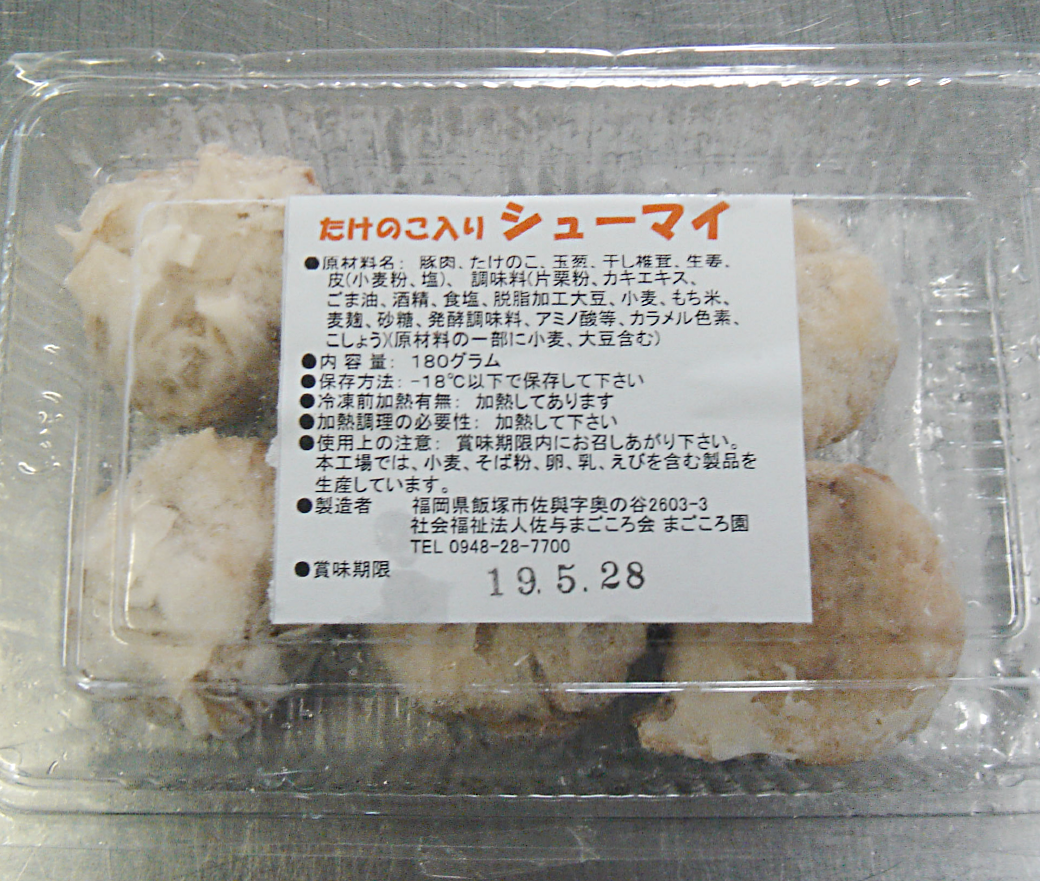 たけのこ入り シューマイ
●原材料名： 豚肉、たけのこ、玉葱、干し椎茸、生姜、
皮(小麦粉、塩)、 調味料(片栗粉、カキエキス、
ごま油、酒精、食塩、脱脂加工大豆、小麦、もち米、
麦麹、砂糖、発酵調味料、アミノ酸等、カラメル色素、
こしょう)(原材料の一部に小麦、大豆含む)
●内 容 量： 180グラム
●保存方法：-18℃以下で保存して下さい
●冷凍前加熱有無： 加熱してあります
●加熱調理の必要性： 加熱して下さい
●使用上の注意： 賞味期限内にお召しあがり下さい。
本工場では、小麦、そば粉、卵、乳、えびを含む製品を
生産しています。
●製造者 福岡県飯塚市佐與字奥の谷2603-3
社会福祉法人佐与まごころ会 まごころ園
TEL 0948-28-7700
●賞味期限 19.5.28